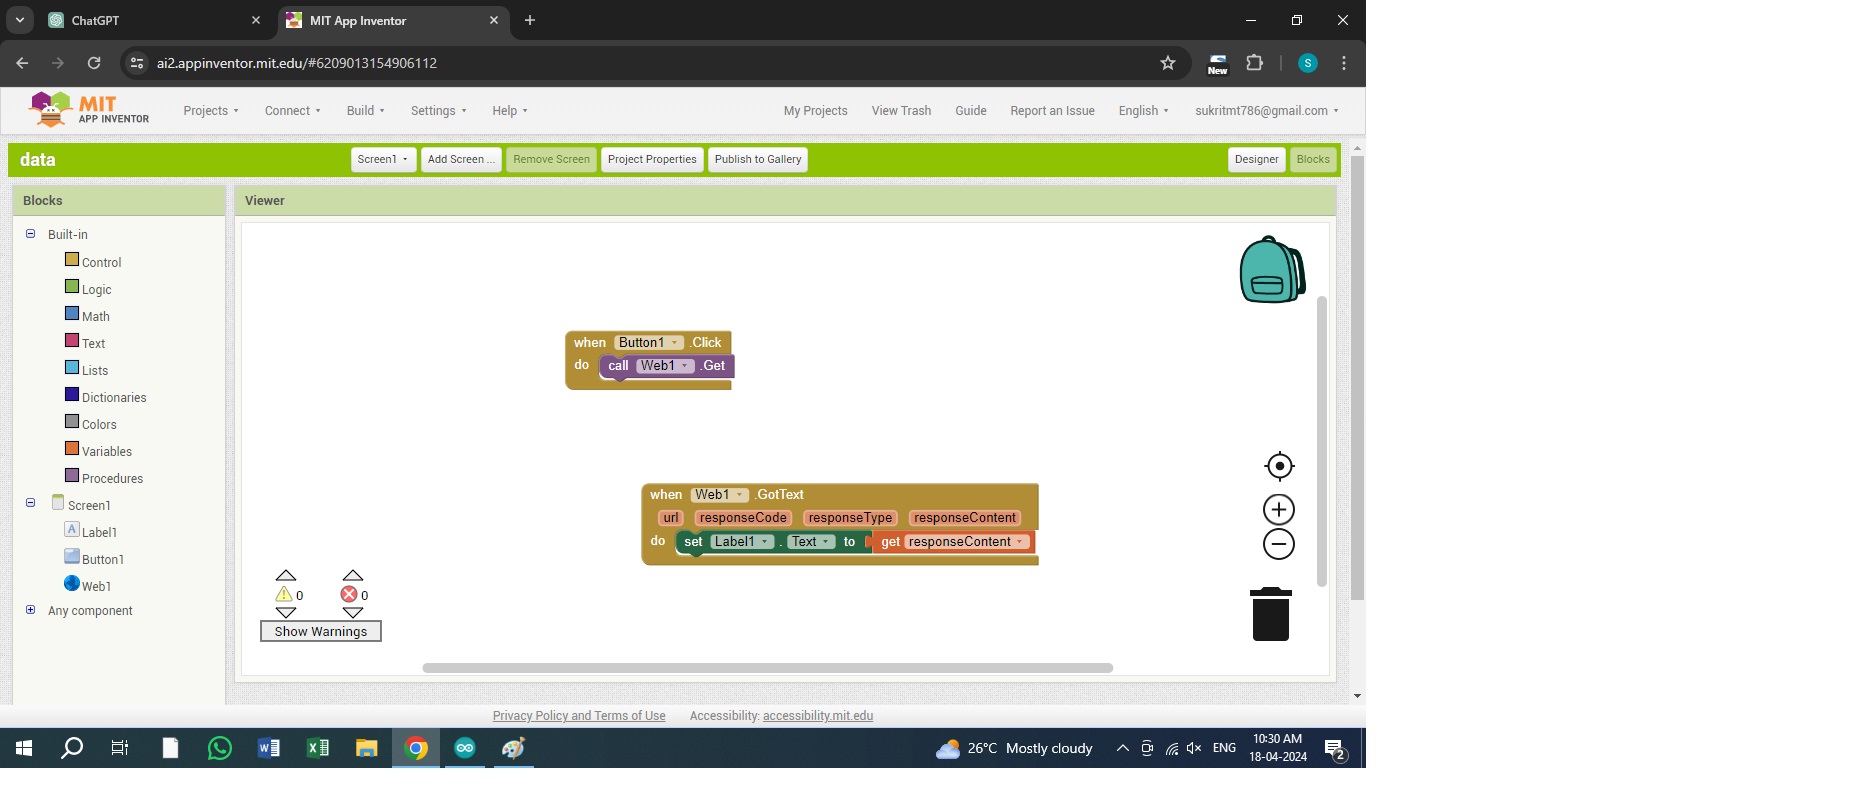 ChatGPT
MIT App Inventor
ai2.appinventor.mit.edu/#6209013154906112
New
S
MIT
APP INVENTOR
Projects
Connect
Build
Settings
Help
My Projects
View Trash
Guide
Report an Issue
English
sukritmt786@gmail.com
data
Screen1
Add Screen ...
Remove Screen
Project Properties
Publish to Gallery
Designer
Blocks
Blocks
Viewer
Built-in
Control
Logic
Math
Text
Lists
Dictionaries
Colors
Variables
Procedures
Screen1
A Label1
Button1
Web1
Any component
when Button1 .Click
do call Web1 .Get
when Web1 .GotText
url responseCode responseType responseContent
do set Label1 . Text to get responseContent
0 0
Show Warnings
Privacy Policy and Terms of Use Accessibility: accessibility.mit.edu
26°C Mostly cloudy
ENG
10:30 AM
18-04-2024
2